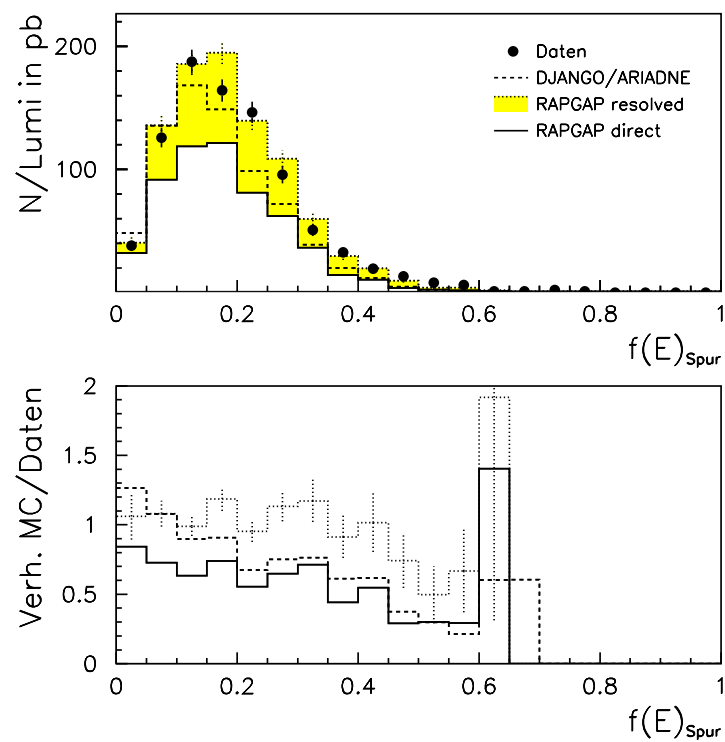 N/Lumi in pb
200
100
Daten
DJANGO/ARIADNE
RAPGAP resolved
RAPGAP direct
0 0.2 0.4 0.6 0.8 1
f(E)Spur
Verh. MC/Daten
2
1.5
1
0.5
0
0 0.2 0.4 0.6 0.8 1
f(E)Spur